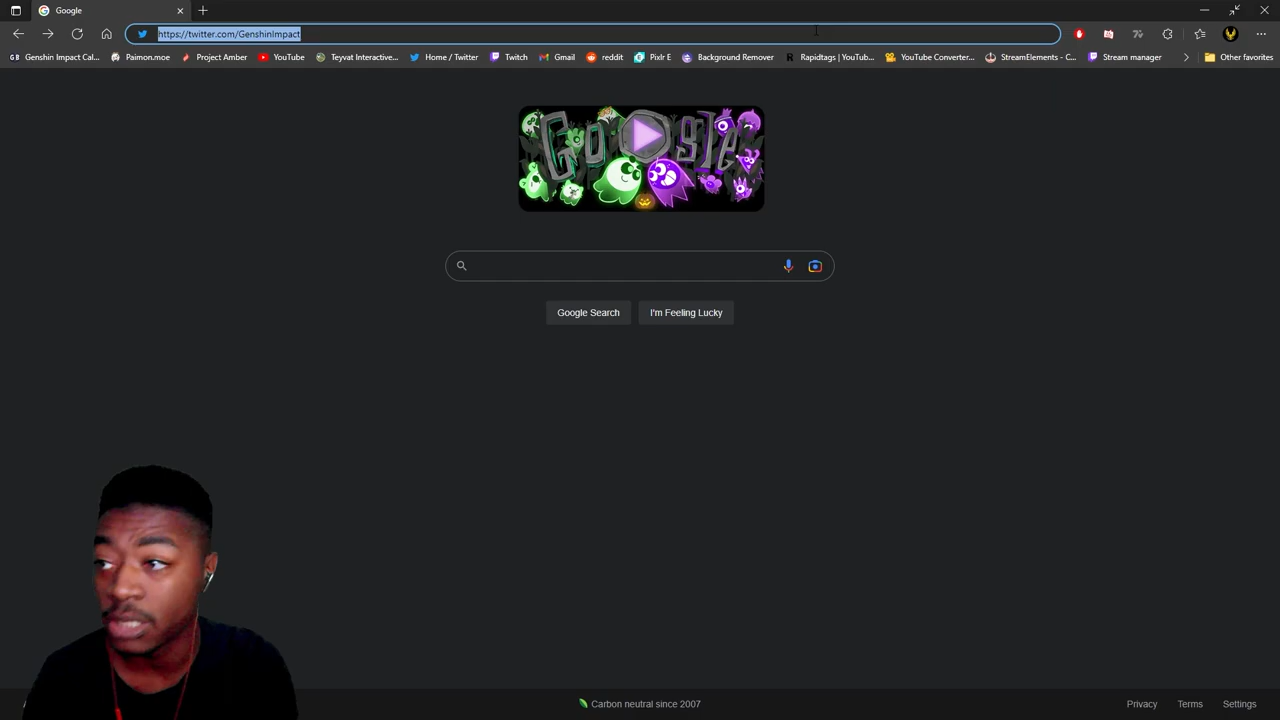 Google
https://twitter.com/GenshinImpact
Genshin Impact Cal... Paimon.moe Project Amber YouTube Teyvat Interactive... Home / Twitter Twitch Gmail reddit Pixlr E Background Remover Rapidtags | YouTub... YouTube Converter... StreamElements - C... Stream manager Other favorites
Google
Google Search I'm Feeling Lucky
Carbon neutral since 2007 Privacy Terms Settings